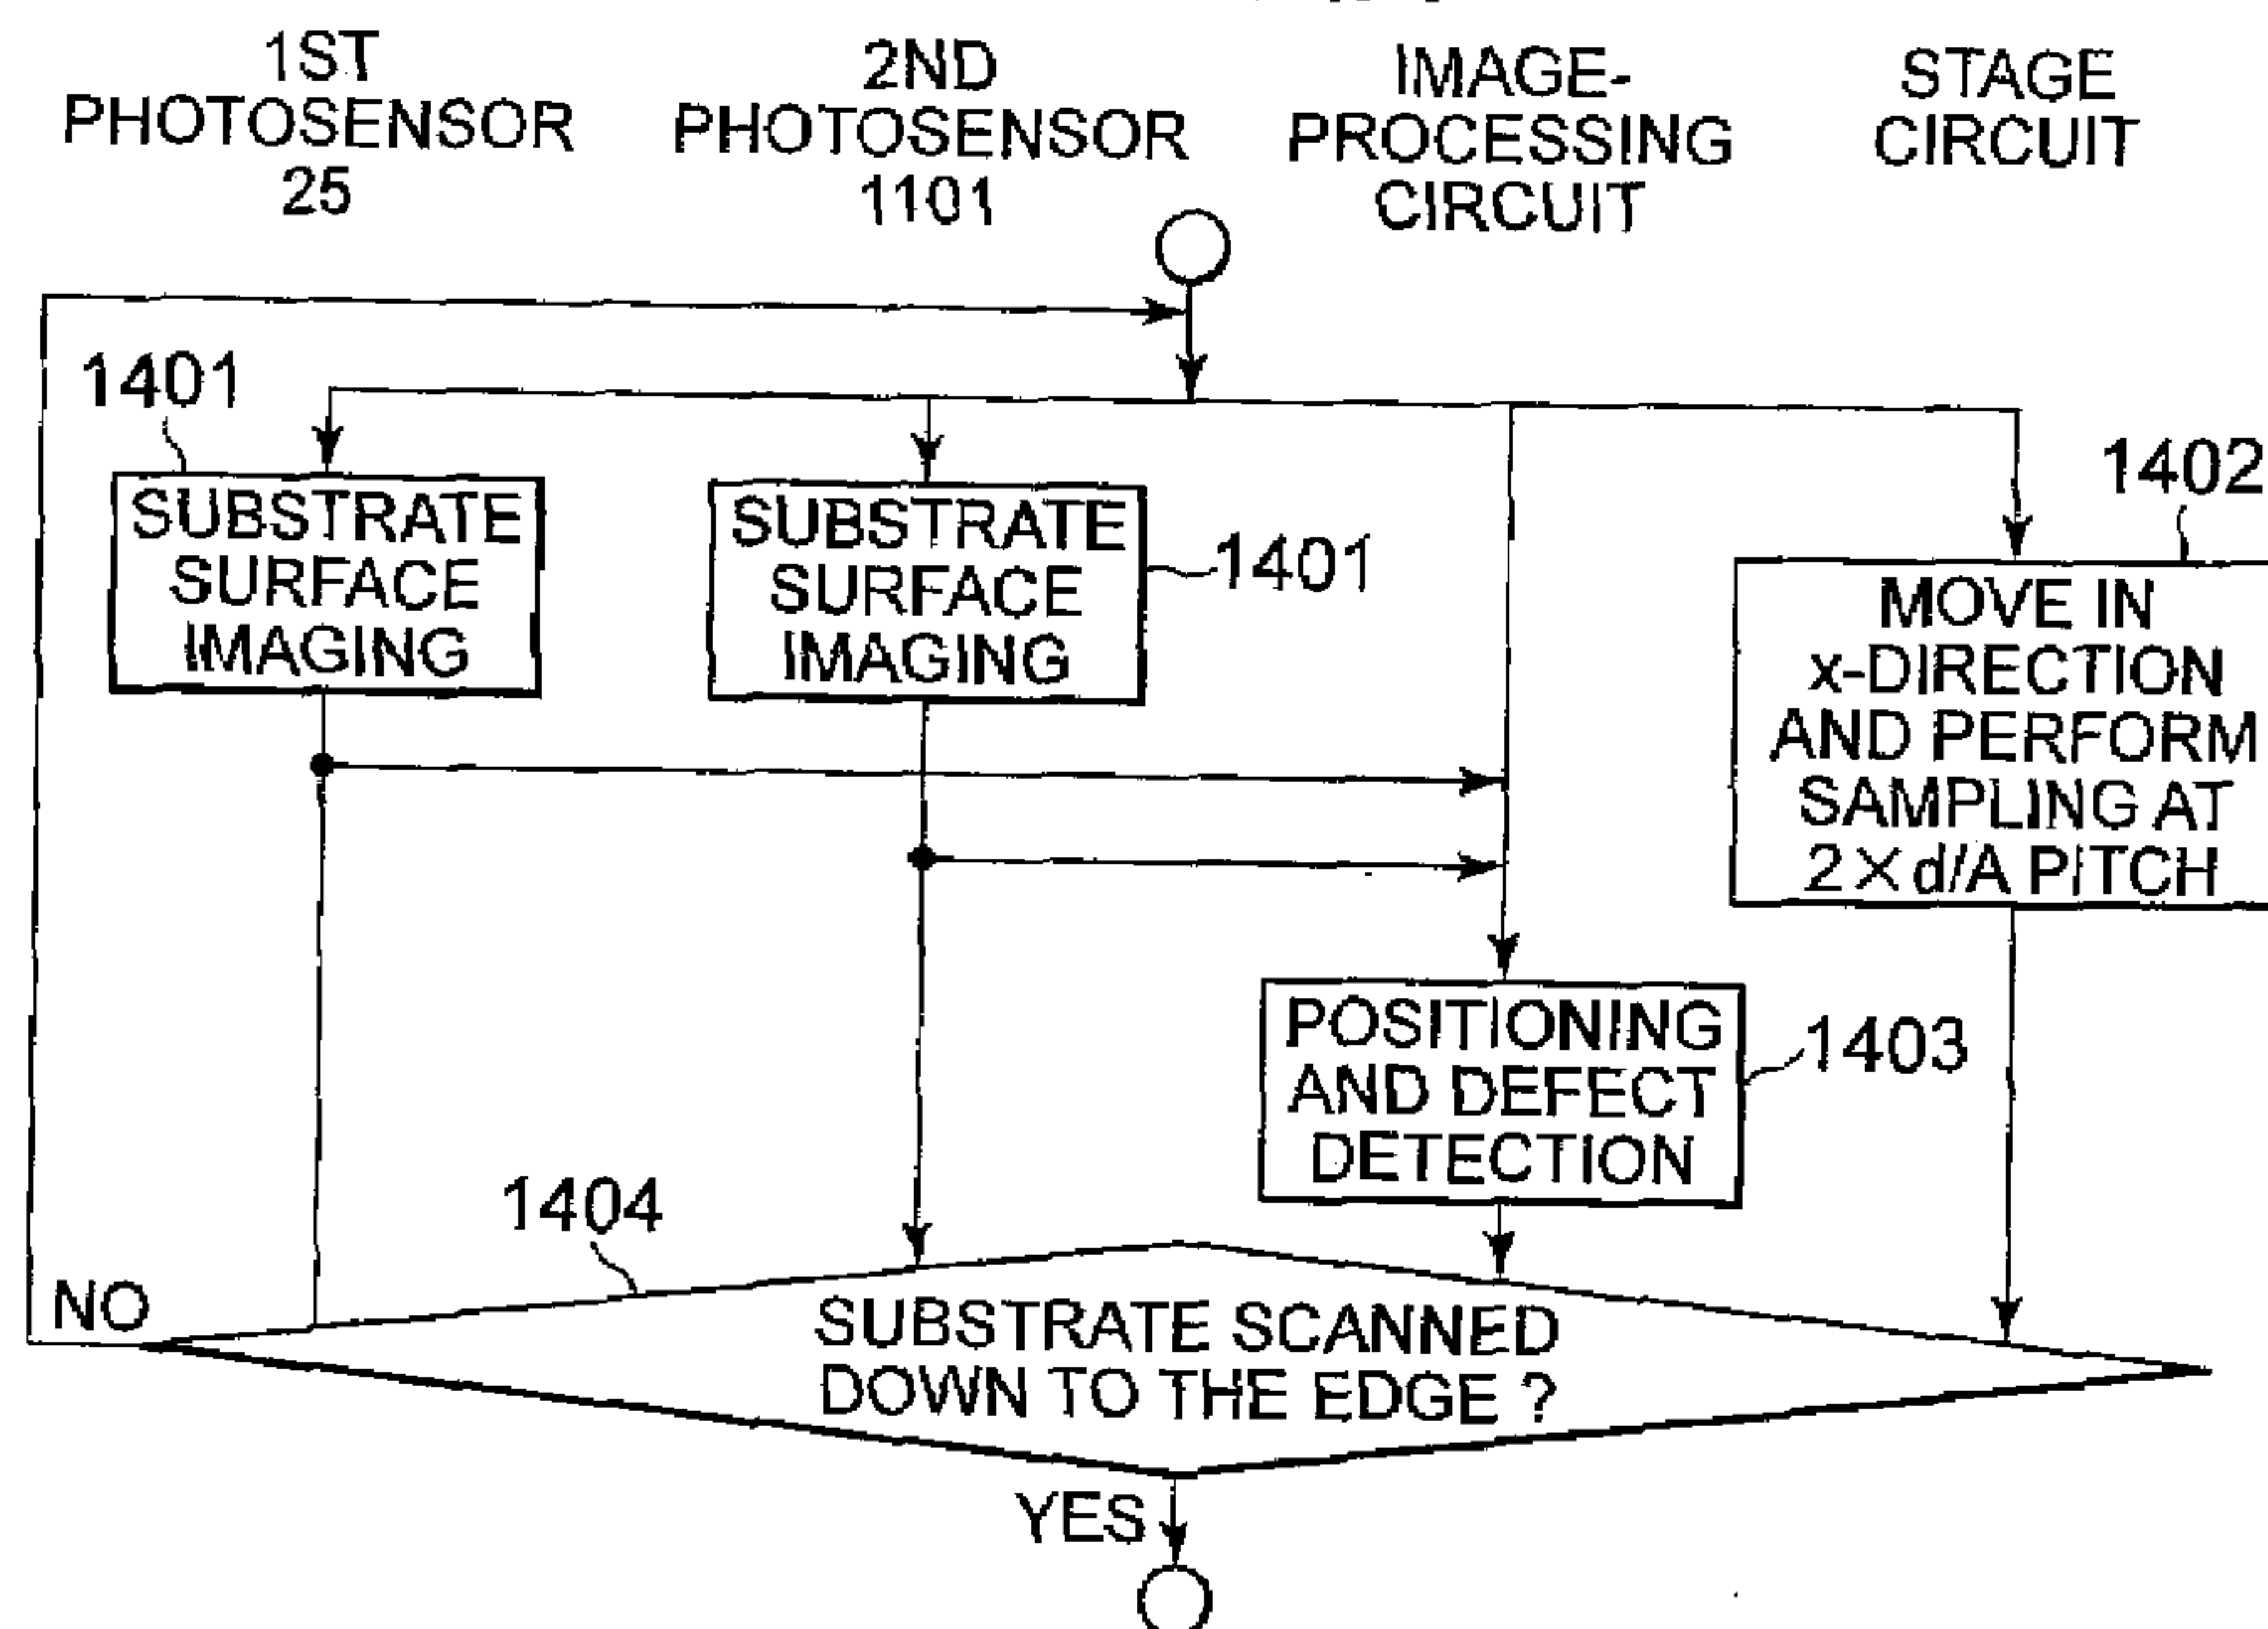 1ST
PHOTOSENSOR
25
2ND
PHOTOSENSOR
1101
IMAGE-
PROCESSING
CIRCUIT
STAGE
CIRCUIT
1401
SUBSTRATE
SURFACE
IMAGING
SUBSTRATE
SURFACE
IMAGING
1401
1402
MOVE IN
x-DIRECTION
AND PERFORM
SAMPLING AT
2×d/A PITCH
POSITIONING
AND DEFECT
DETECTION
1403
1404
NO
SUBSTRATE SCANNED
DOWN TO THE EDGE ?
YES